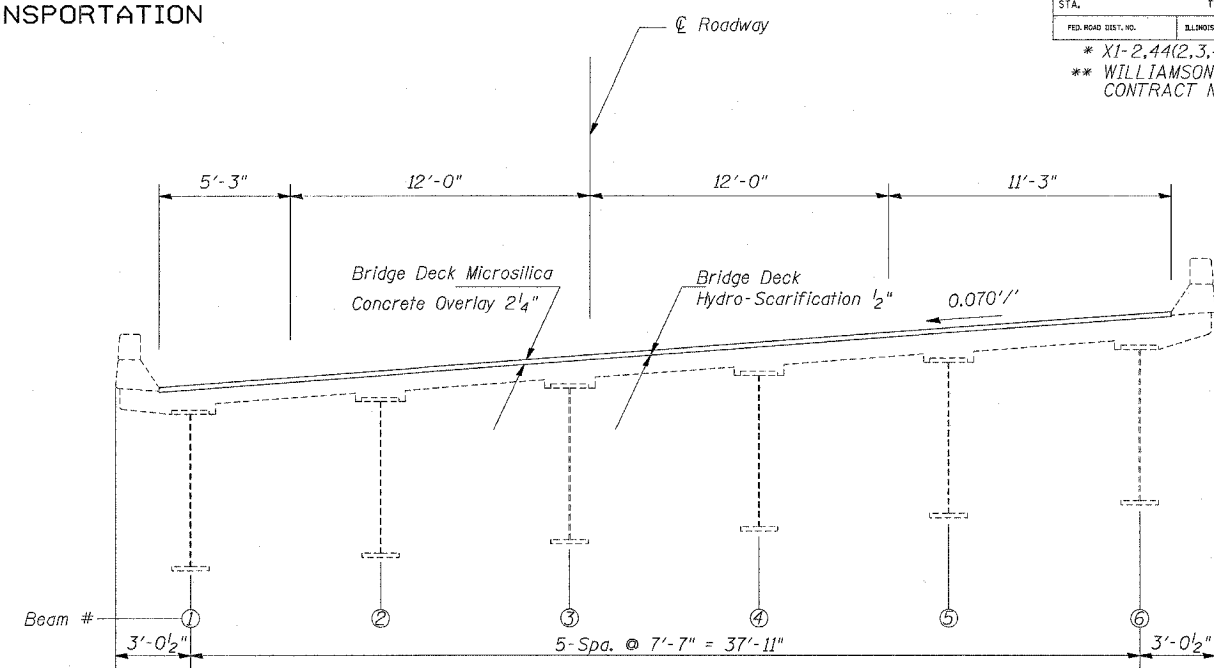 NSPORTATION
STA.
FED. ROAD DIST. NO. ILLINOIS
* X1-2,44(2,3,
** WILLIAMSON
CONTRACT N
℄ Roadway
5'-3" 12'-0" 12'-0" 11'-3"
Bridge Deck Microsilica
Concrete Overlay 2¼"
Bridge Deck
Hydro-Scarification ½"
0.070'/'
Beam # 1 2 3 4 5 6
3'-0½" 5-Spa. @ 7'-7" = 37'-11" 3'-0½"